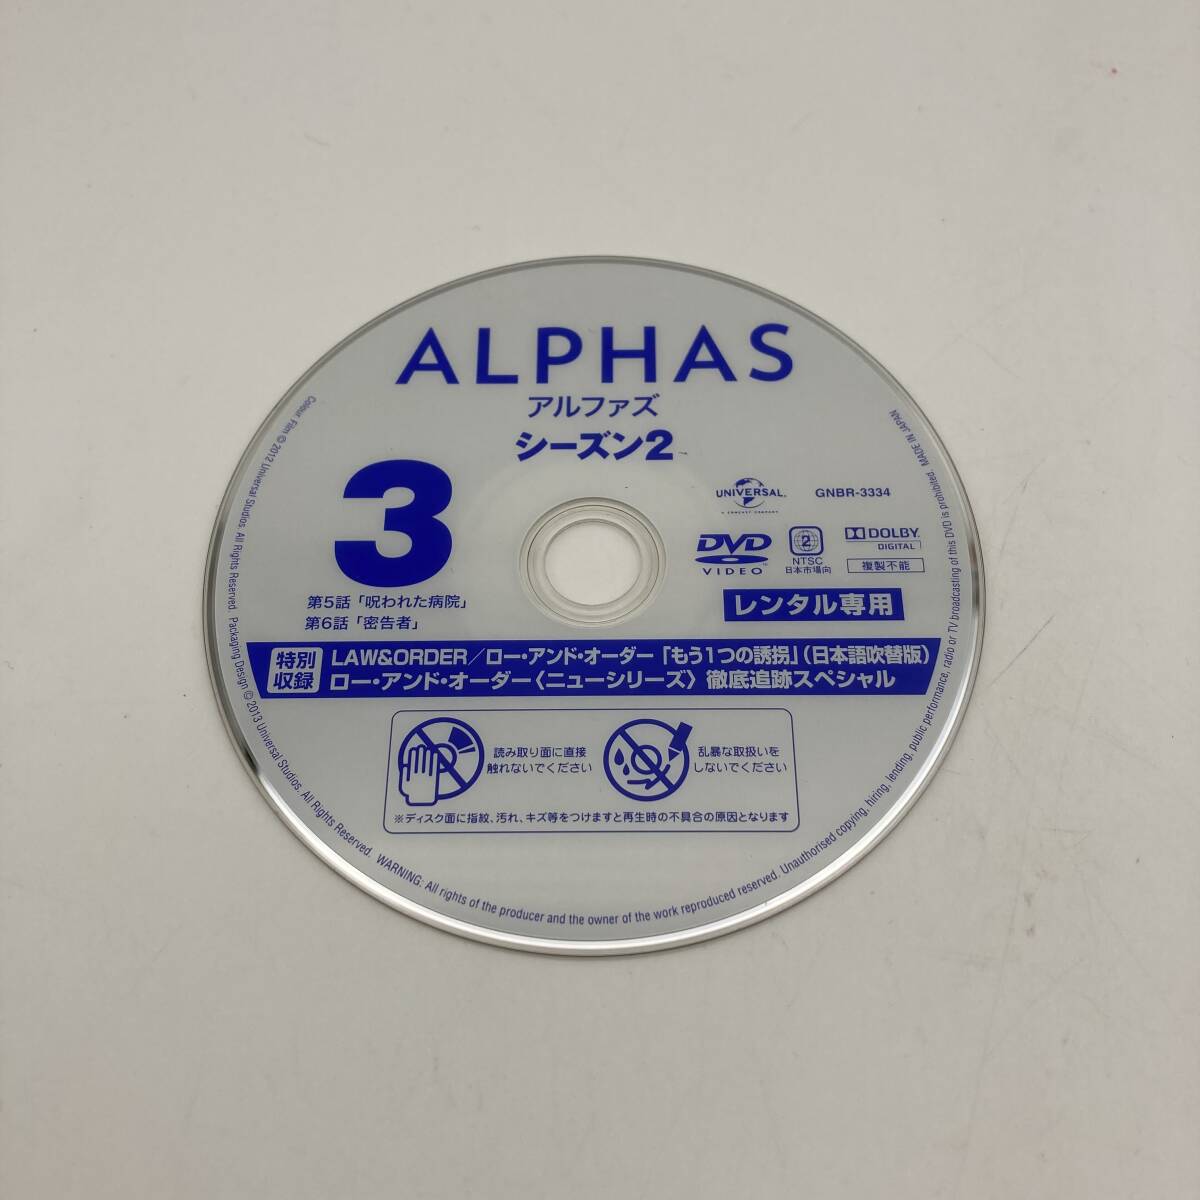 ALPHAS
アルファズ
シーズン2
3
UNIVERSAL
A COMCAST COMPANY
GNBR-3334
DVD
VIDEO
2
NTSC
日本市場向
DOLBY
DIGITAL
複製不能
第5話「呪われた病院」
第6話「密告者」
レンタル専用
特別
収録
LAW&ORDER/ロー・アンド・オーダー「もう1つの誘拐」(日本語吹替版)
ロー・アンド・オーダー〈ニューシリーズ〉徹底追跡スペシャル
読み取り面に直接
触れないでください
乱暴な取扱いを
しないでください
※ディスク面に指紋、汚れ、キズ等をつけますと再生時の不具合の原因となります
Colour Film © 2012 Universal Studios. All Rights Reserved. Packaging Design © 2013 Universal Studios. All Rights Reserved. WARNING: All rights of the producer and the owner of the work reproduced reserved. Unauthorised copying, hiring, lending, public performance, radio or TV broadcasting of this DVD is prohibited. MADE IN JAPAN